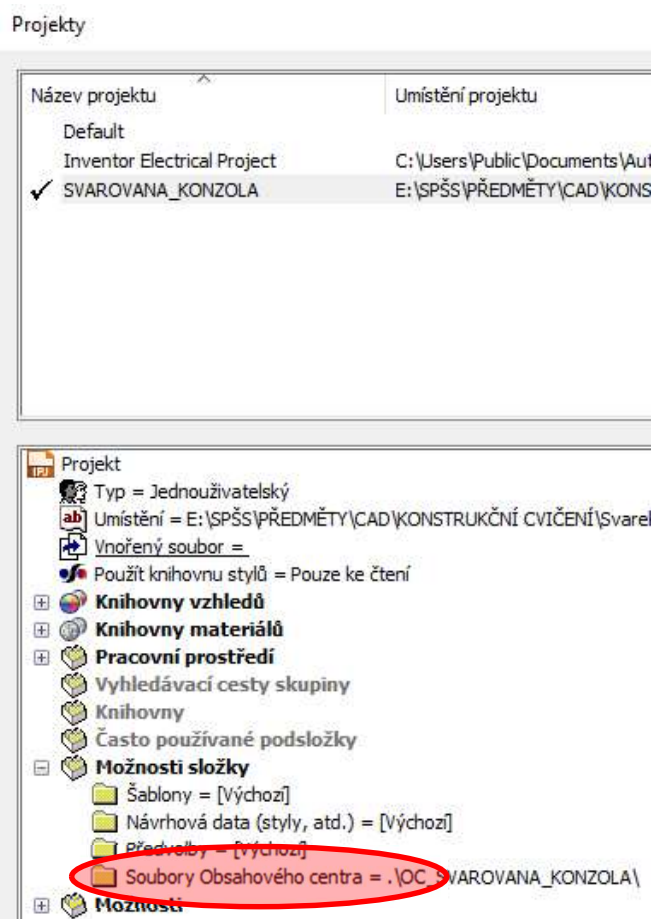 Projekty
Název projektu Umístění projektu
Default
Inventor Electrical Project C:\Users\Public\Documents\Aut
SVAROVANA_KONZOLA E:\SPŠS\PŘEDMĚTY\CAD\KONS
Projekt
Typ = Jednouživatelský
Umístění = E:\SPŠS\PŘEDMĚTY\CAD\KONSTRUKČNÍ CVIČENÍ\Svarek
Vnořený soubor =
Použít knihovnu stylů = Pouze ke čtení
Knihovny vzhledů
Knihovny materiálů
Pracovní prostředí
Vyhledávací cesty skupiny
Knihovny
Často používané podsložky
Možnosti složky
Šablony = [Výchozí]
Návrhová data (styly, atd.) = [Výchozí]
Předvolby = [Výchozí]
Soubory Obsahového centra = .\OC_SVAROVANA_KONZOLA\
Možnosti